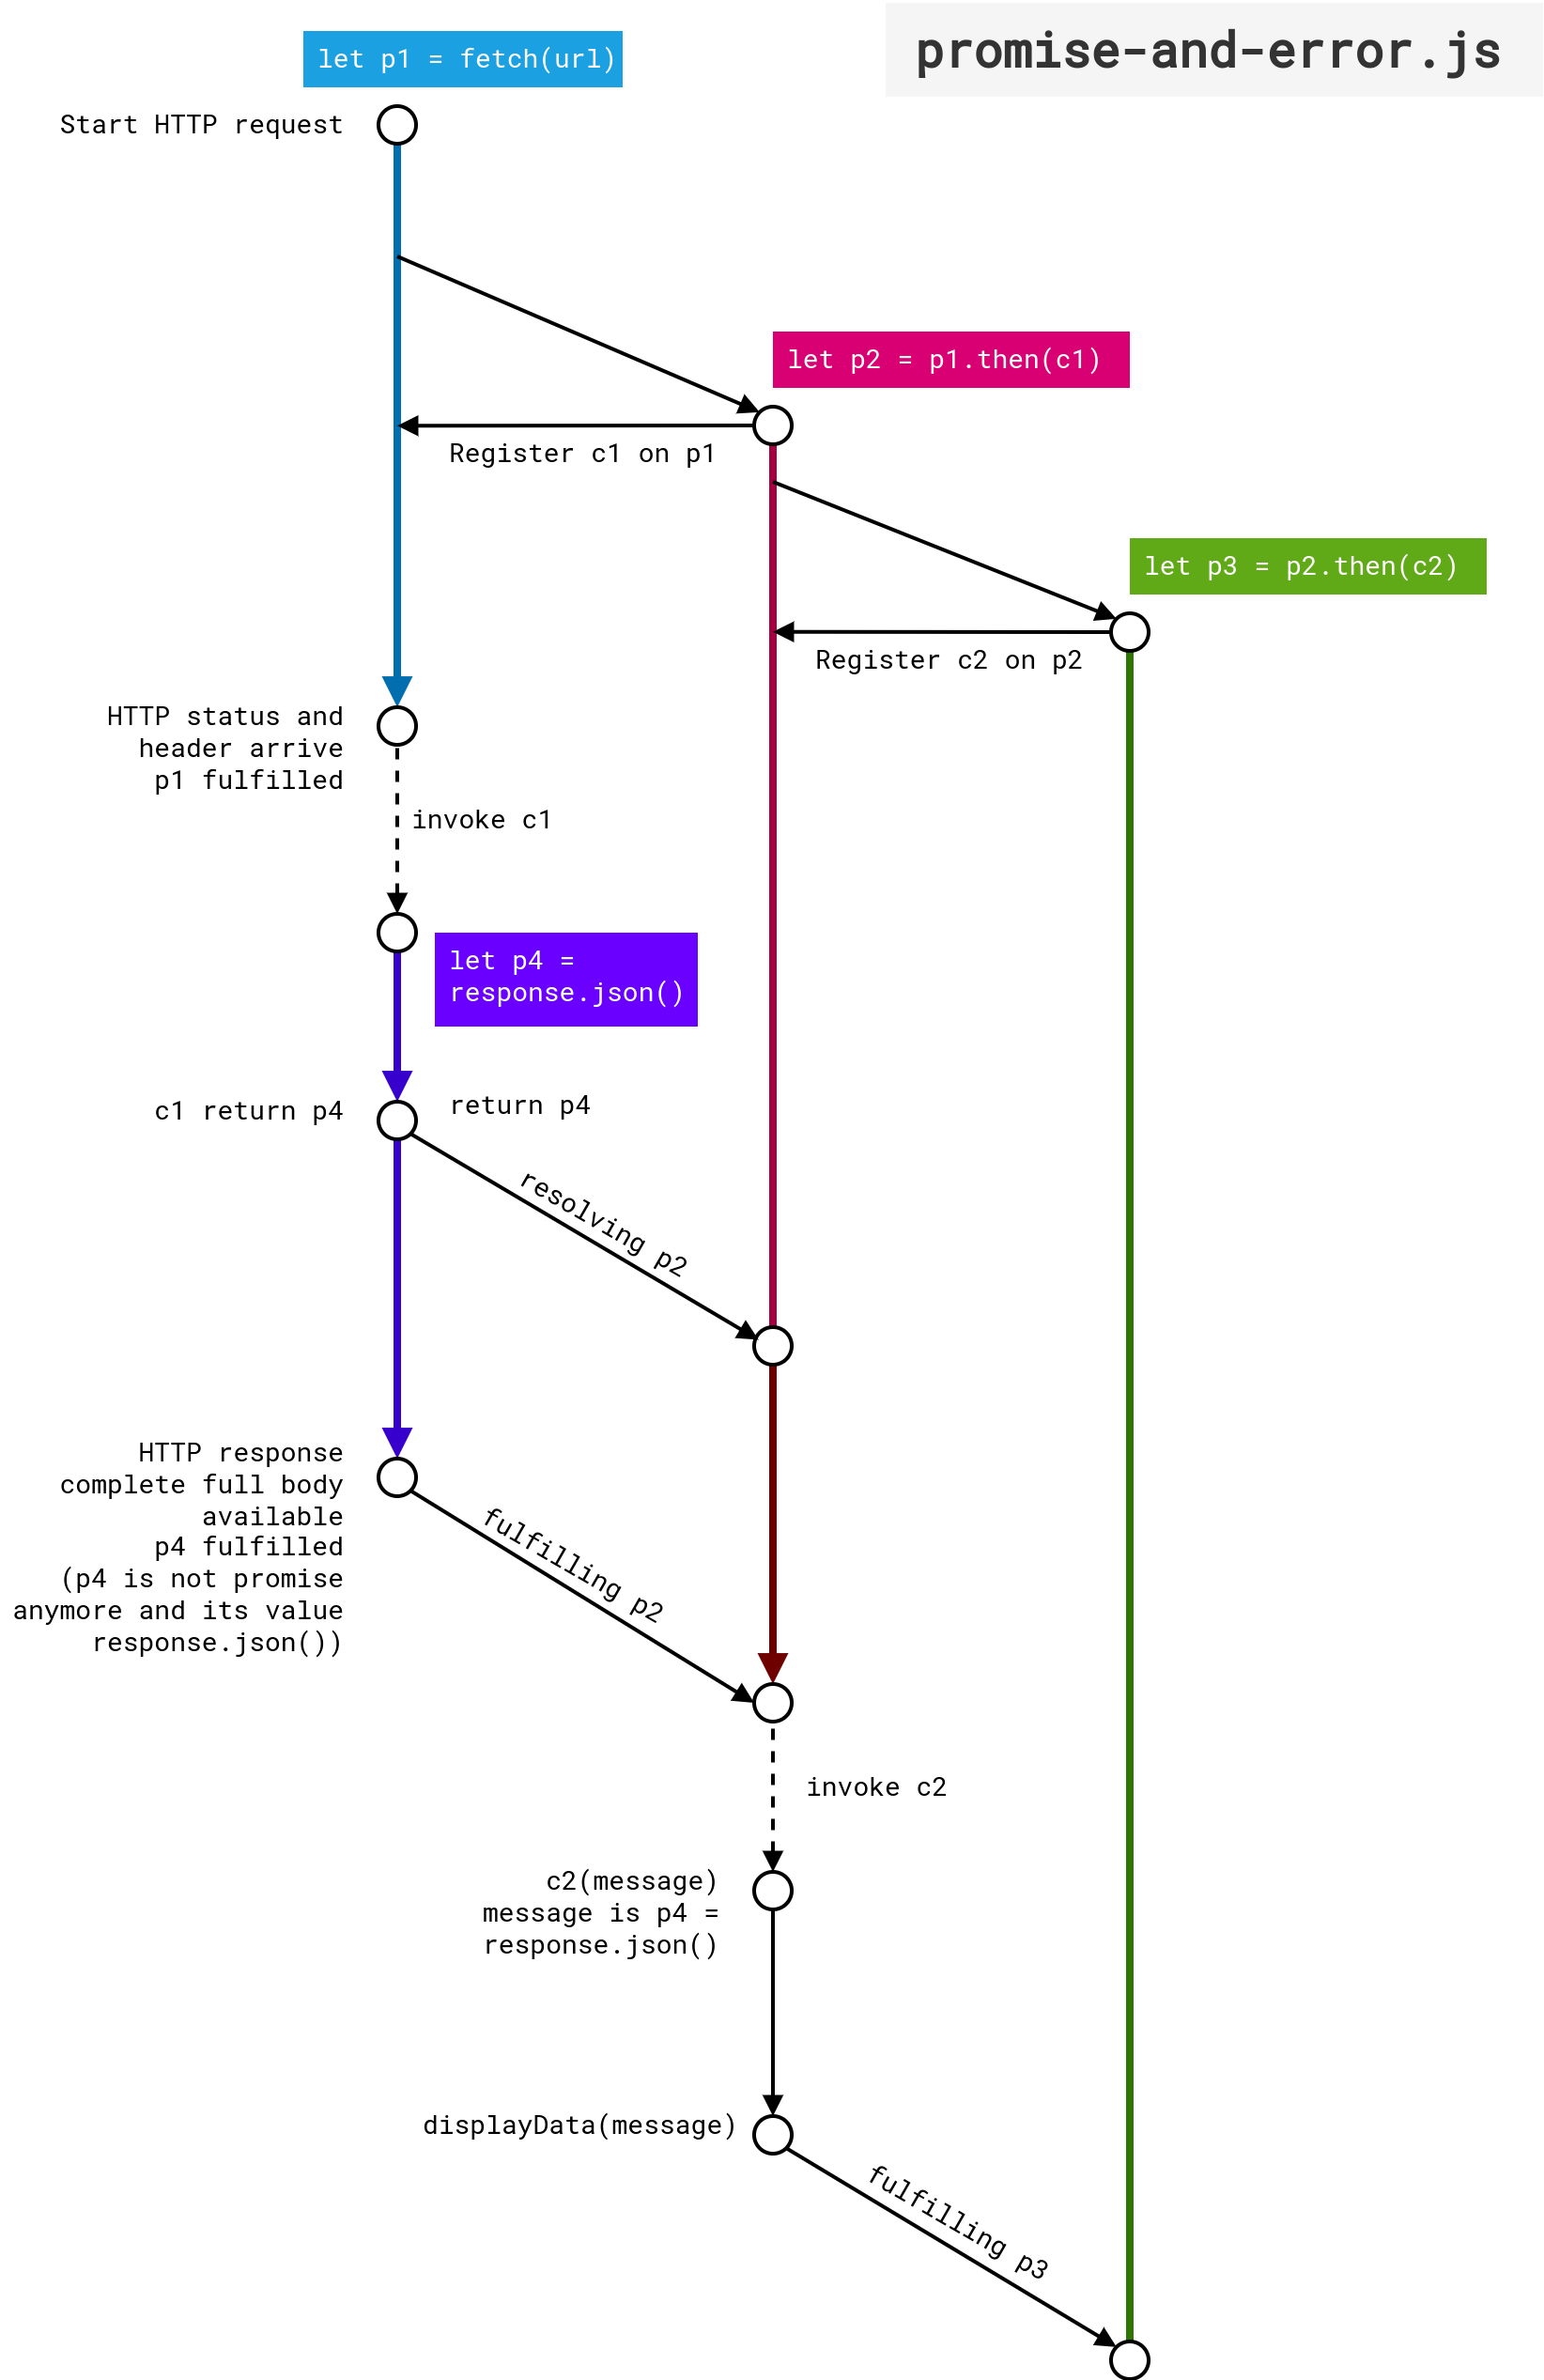 let p1 = fetch(url)
promise-and-error.js
Start HTTP request
let p2 = p1.then(c1)
Register c1 on p1
let p3 = p2.then(c2)
Register c2 on p2
HTTP status and
header arrive
p1 fulfilled
invoke c1
let p4 =
response.json()
c1 return p4
return p4
resolving p2
HTTP response
complete full body
available
p4 fulfilled
(p4 is not promise
anymore and its value
response.json())
fulfilling p2
invoke c2
c2(message)
message is p4 =
response.json()
displayData(message)
fulfilling p3